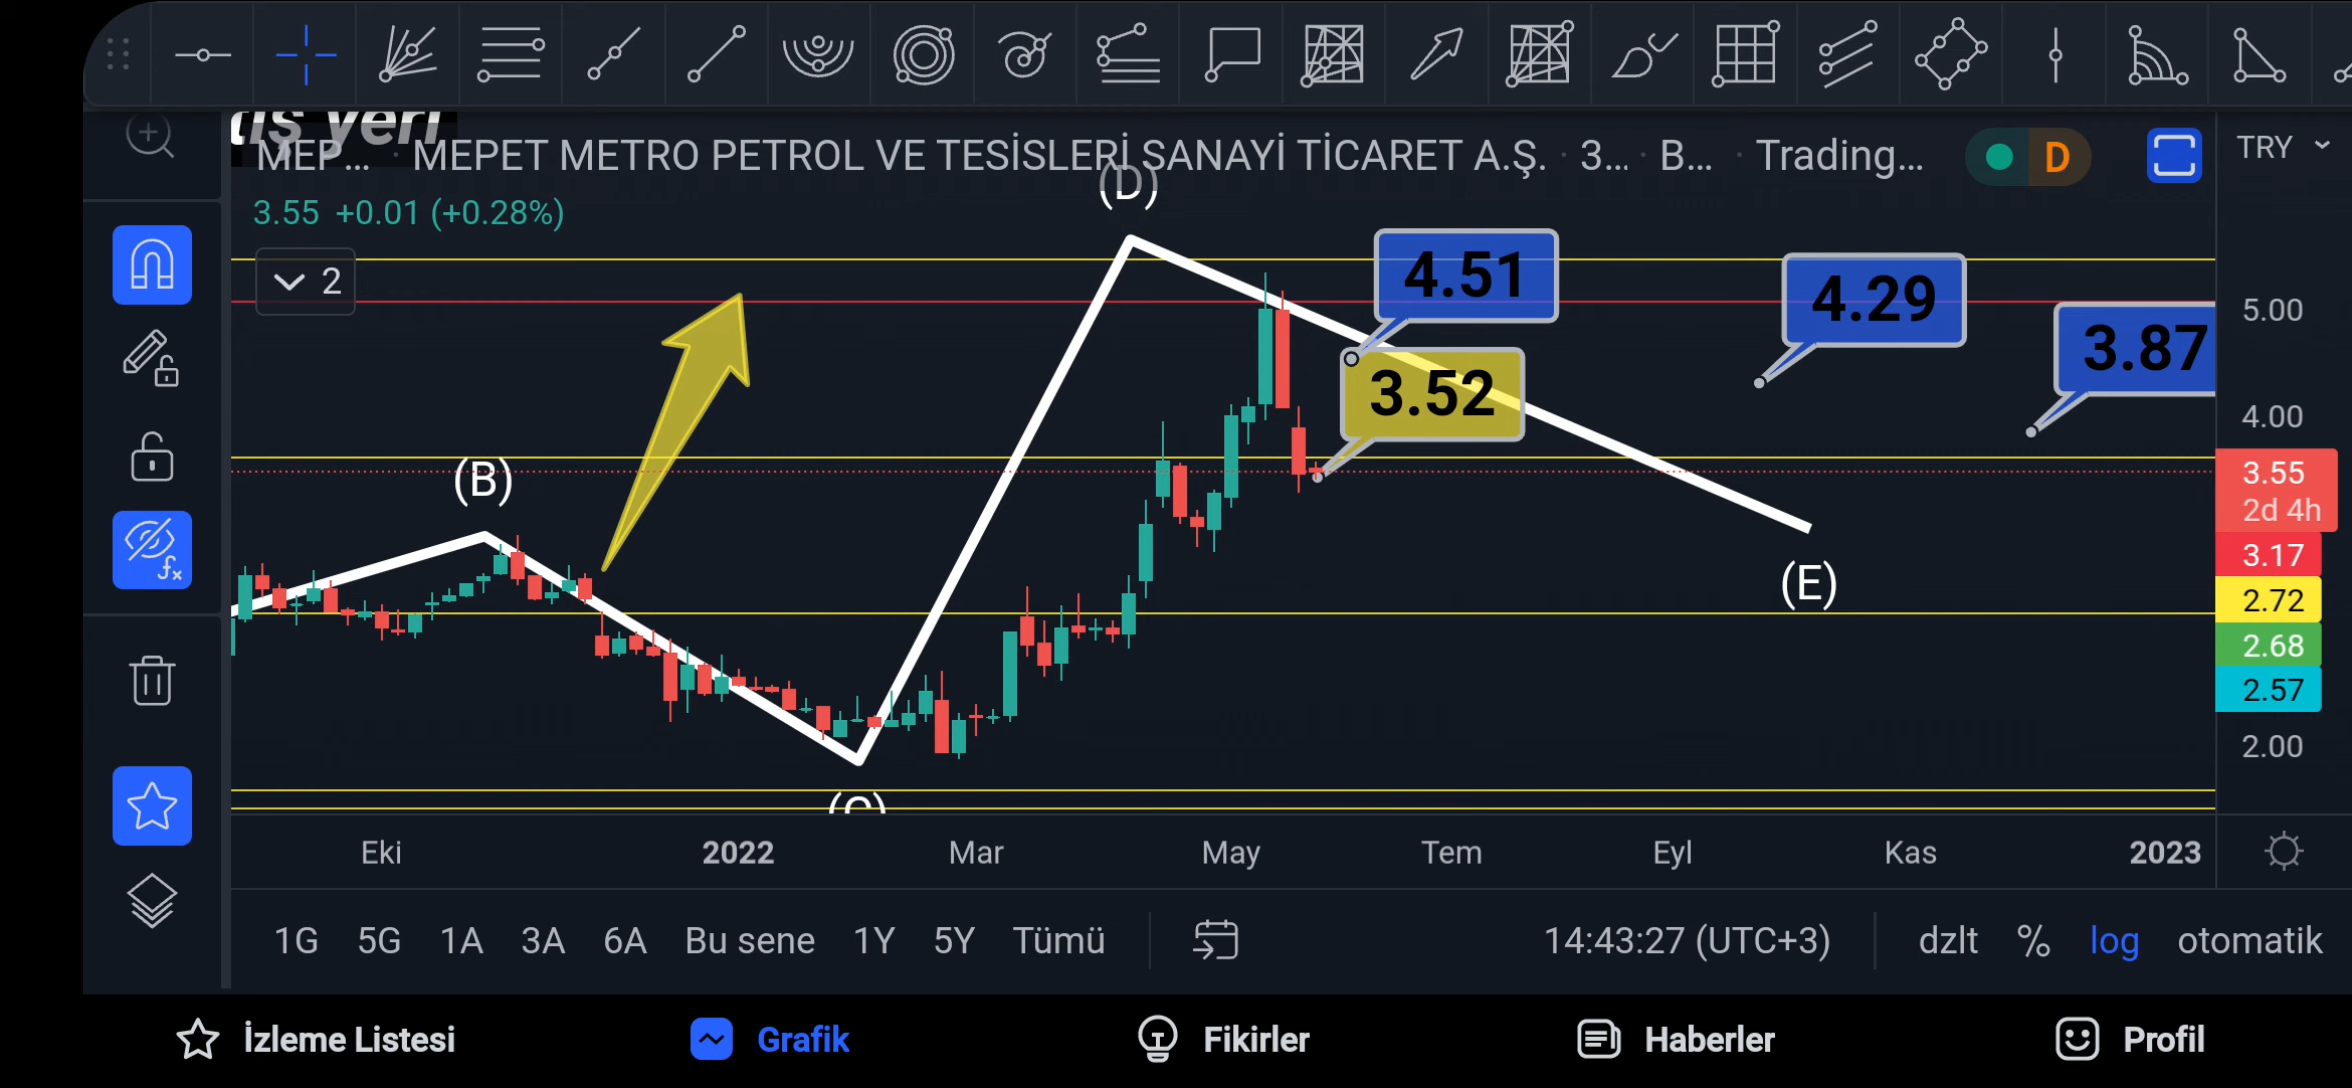 tiş yeri
MEP... · MEPET METRO PETROL VE TESİSLERİ SANAYİ TİCARET A.Ş. · 3... · B... · Trading...
D
TRY
3.55 +0.01 (+0.28%)
2
(D)
4.51
4.29
3.87
3.52
(B)
(E)
(C)
5.00
4.00
3.55
2d 4h
3.17
2.72
2.68
2.57
2.00
Eki 2022 Mar May Tem Eyl Kas 2023
1G 5G 1A 3A 6A Bu sene 1Y 5Y Tümü 14:43:27 (UTC+3) dzlt % log otomatik
İzleme Listesi Grafik Fikirler Haberler Profil